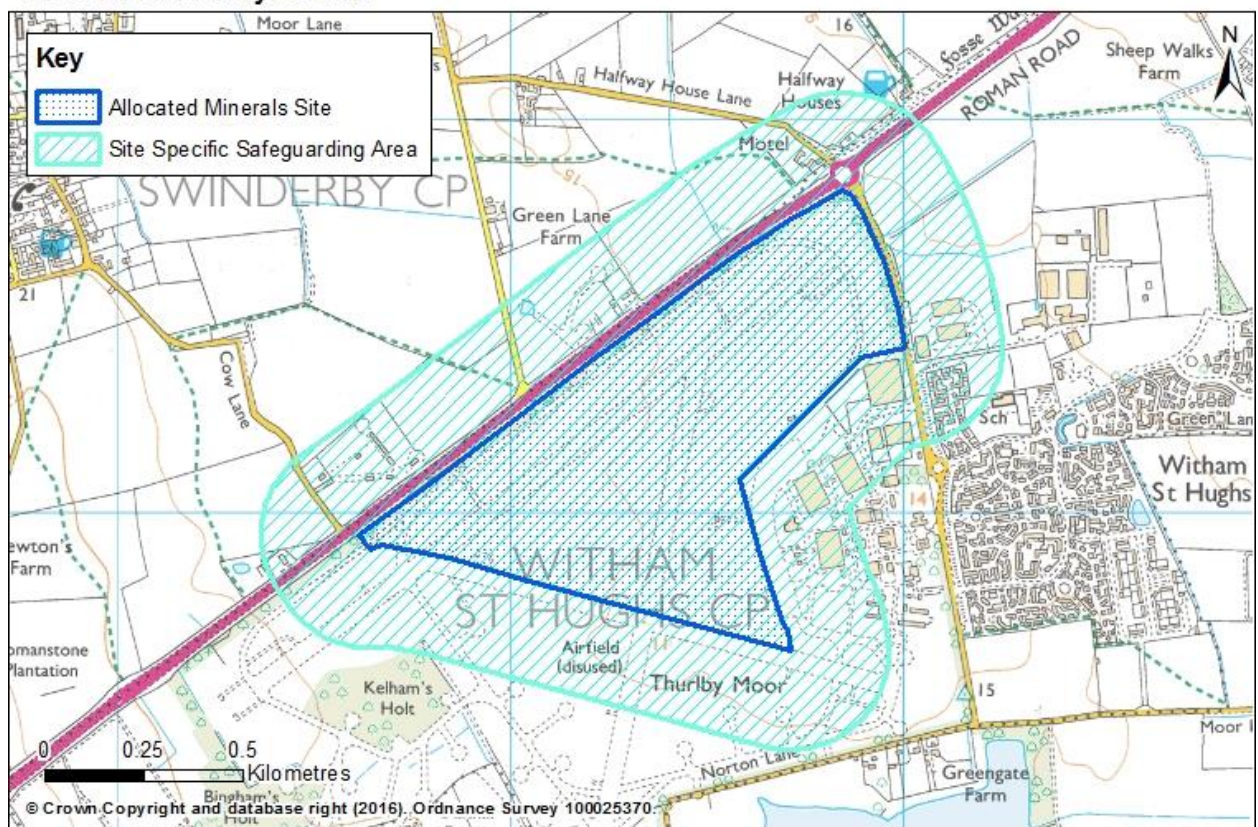 Moor Lane
Key
Allocated Minerals Site
Site Specific Safeguarding Area
16
Halfway House Lane
Halfway
Houses
Fosse
ROMAN ROAD
Sheep Walks
Farm
N
Motel
SWINDERBY CP
15
Green Lane
Farm
21
Cow Lane
Sch
Green Lan
Witham
St Hughs
14
ewton's
Farm
WITHAM
ST HUGHS CP
Airfield
(disused)
11
Thurlby Moor
omanstone
Plantation
Kelham's
Holt
15
Moor
0 0.25 0.5
Kilometres
Norton Lane
Greengate
Farm
Bingham's
Holt
© Crown Copyright and database right (2016). Ordnance Survey 100025370.